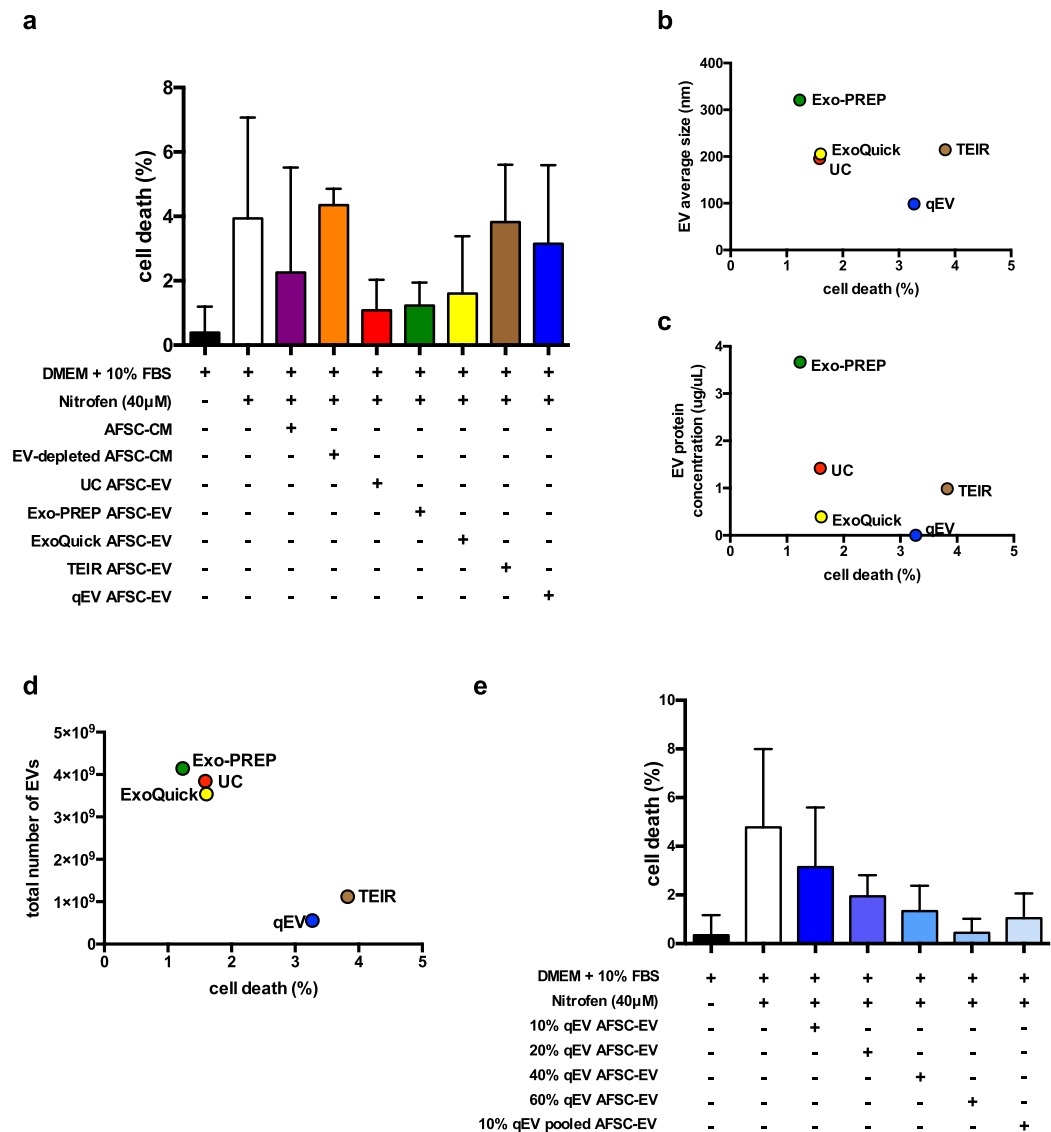 a
cell death (%)
8
6
4
2
0
DMEM + 10% FBS + + + + + + + + +
Nitrofen (40µM) - + + + + + + + +
AFSC-CM - - + - - - - - -
EV-depleted AFSC-CM - - - + - - - - -
UC AFSC-EV - - - - + - - - -
Exo-PREP AFSC-EV - - - - - + - - -
ExoQuick AFSC-EV - - - - - - + - -
TEIR AFSC-EV - - - - - - - + -
qEV AFSC-EV - - - - - - - - +
b
EV average size (nm)
400
300
200
100
0
Exo-PREP
ExoQuick
UC
TEIR
qEV
0 1 2 3 4 5
cell death (%)
c
EV protein
concentration (ug/uL)
4
3
2
1
0
Exo-PREP
UC
ExoQuick
TEIR
qEV
0 1 2 3 4 5
cell death (%)
d
total number of EVs
5×10⁹
4×10⁹
3×10⁹
2×10⁹
1×10⁹
0
Exo-PREP
UC
ExoQuick
TEIR
qEV
0 1 2 3 4 5
cell death (%)
e
cell death (%)
10
8
6
4
2
0
DMEM + 10% FBS + + + + + + +
Nitrofen (40µM) - + + + + + +
10% qEV AFSC-EV - - + - - - -
20% qEV AFSC-EV - - - + - - -
40% qEV AFSC-EV - - - - + - -
60% qEV AFSC-EV - - - - - + -
10% qEV pooled AFSC-EV - - - - - - +